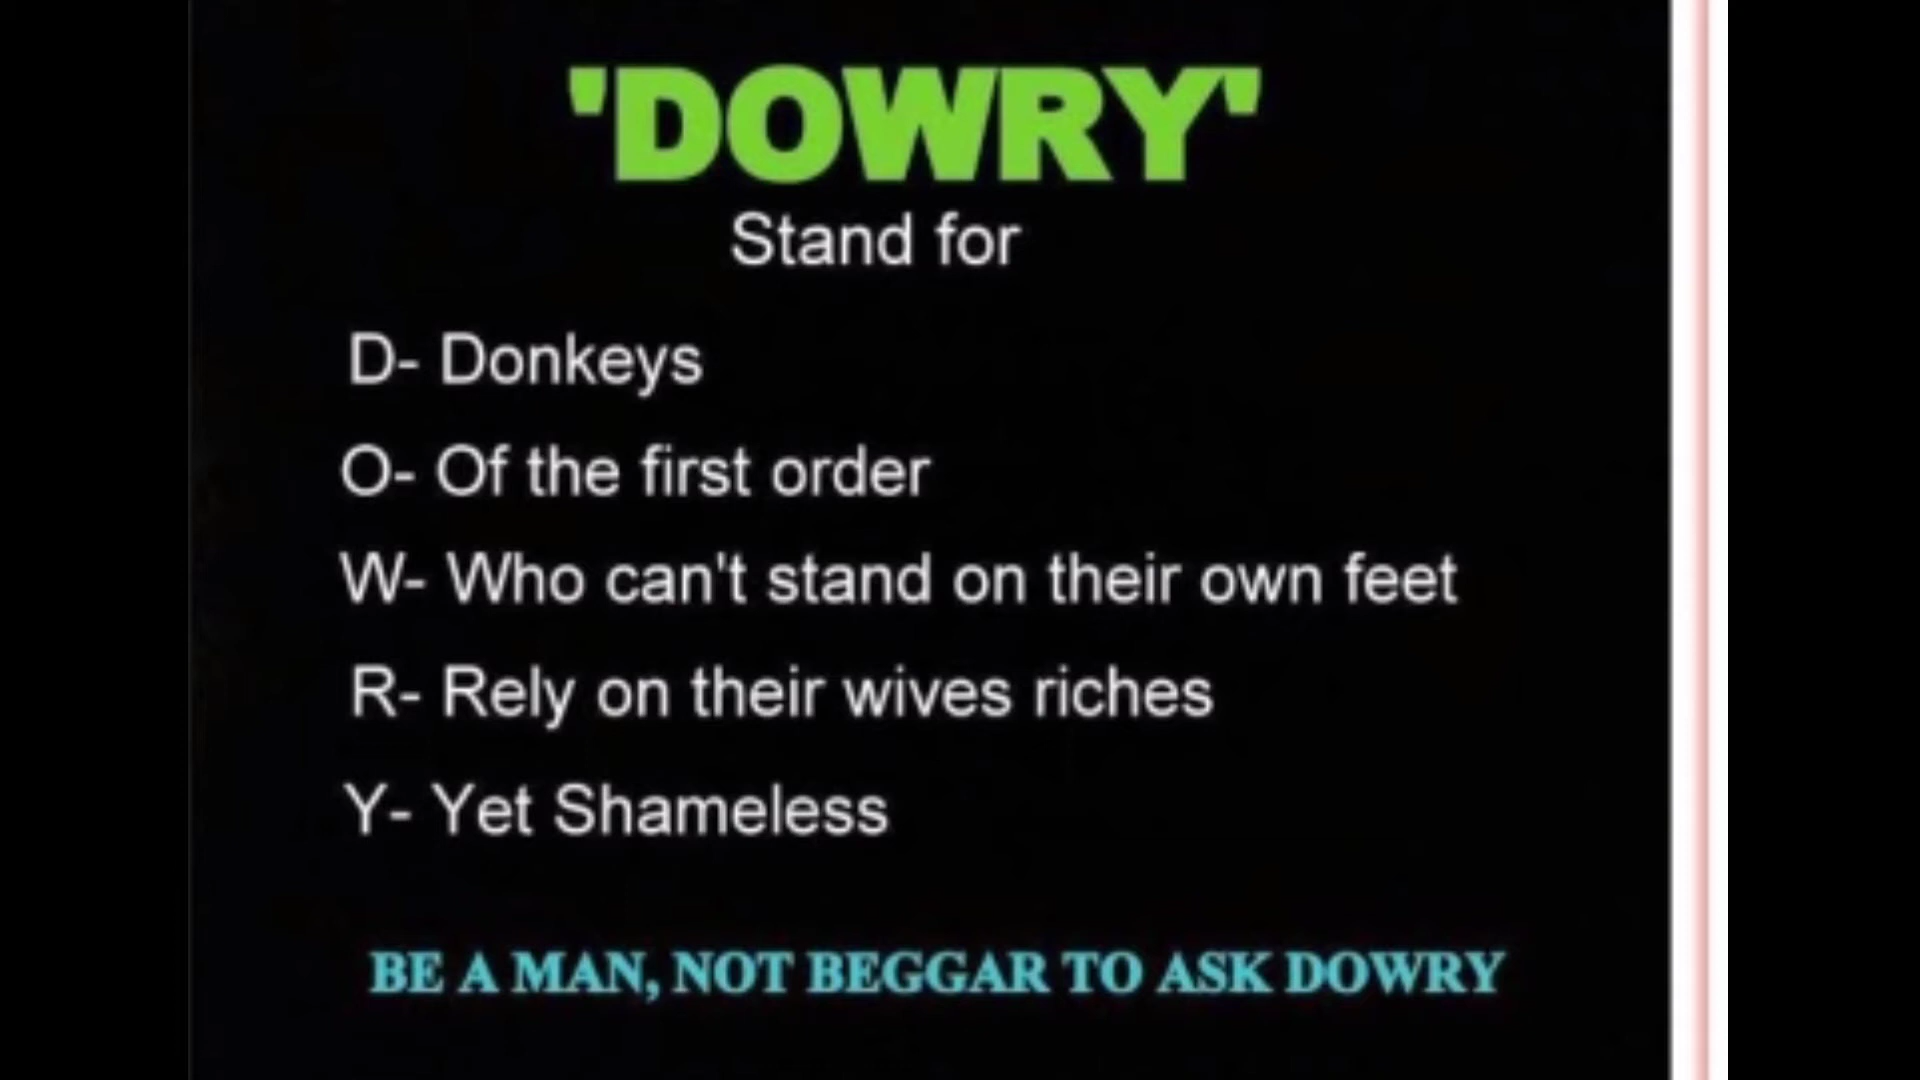 'DOWRY'
Stand for
D- Donkeys
O- Of the first order
W- Who can't stand on their own feet
R- Rely on their wives riches
Y- Yet Shameless
BE A MAN, NOT BEGGAR TO ASK DOWRY